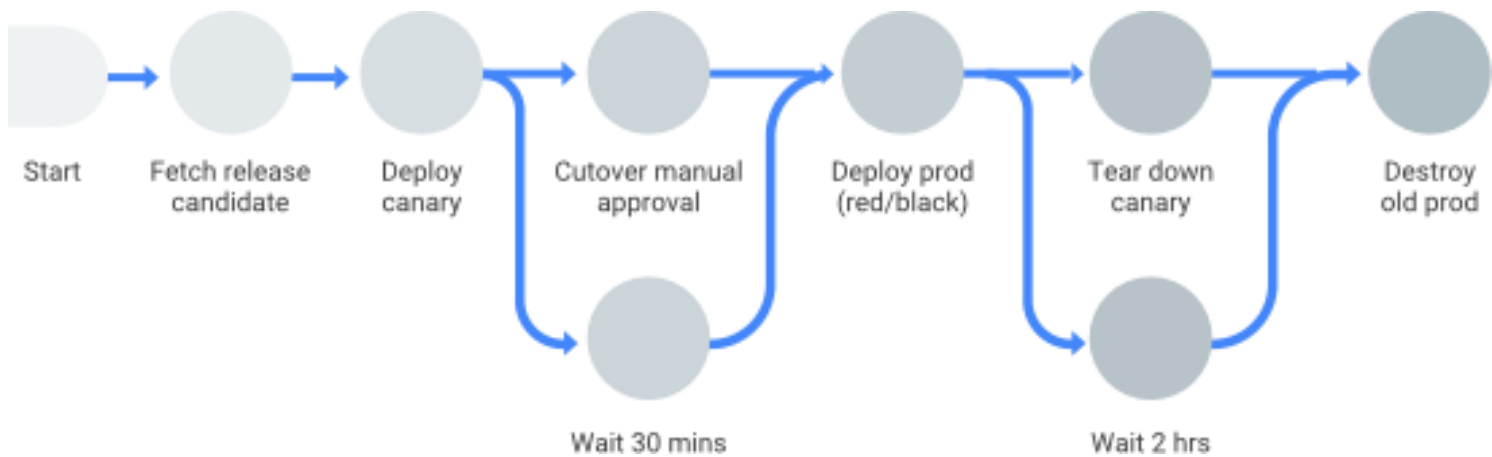 Start
Fetch release
candidate
Deploy
canary
Cutover manual
approval
Deploy prod
(red/black)
Tear down
canary
Destroy
old prod
Wait 30 mins
Wait 2 hrs